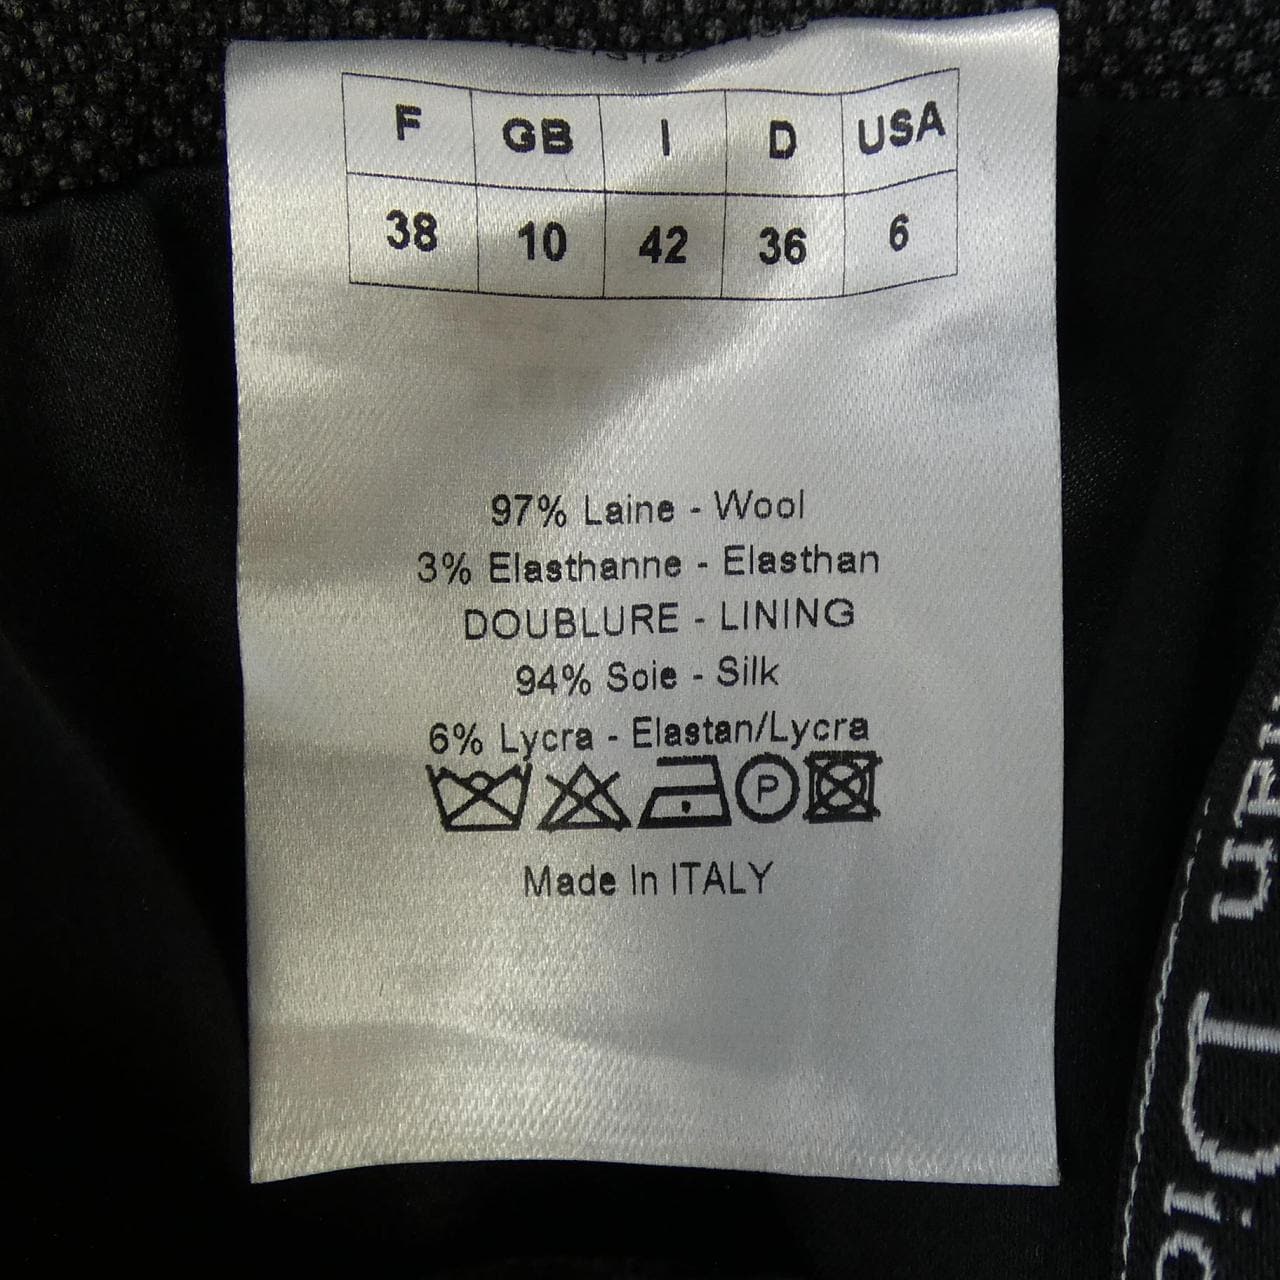 F GB I D USA
38 10 42 36 6
97% Laine - Wool
3% Elasthanne - Elasthan
DOUBLURE - LINING
94% Soie - Silk
6% Lycra - Elastan/Lycra
P
Made In ITALY